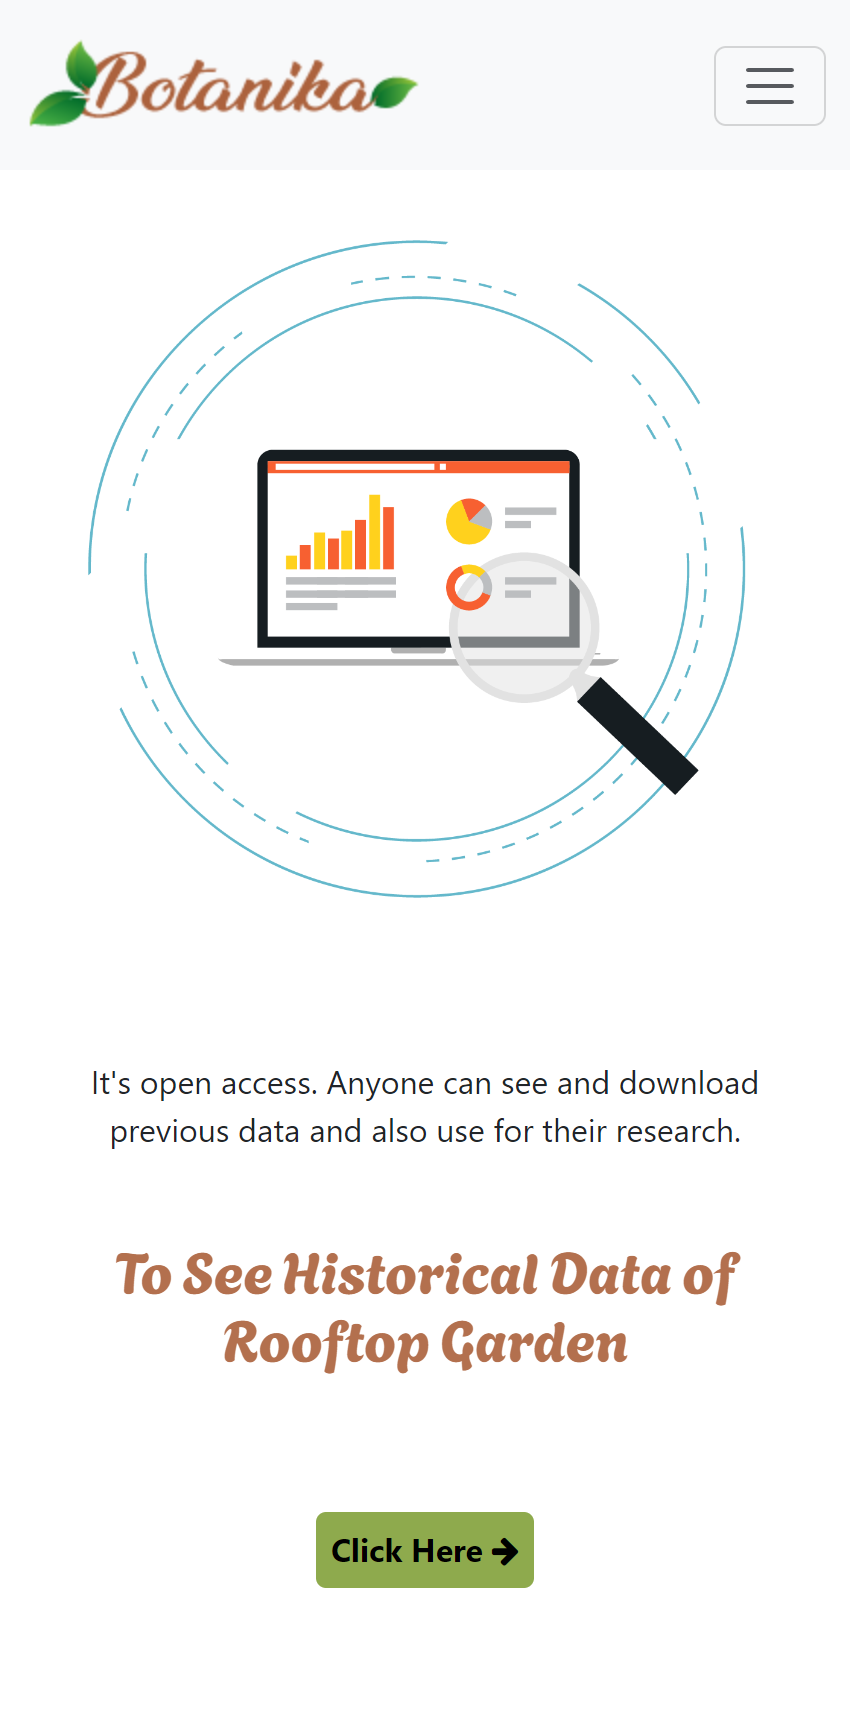 Botanika
It's open access. Anyone can see and download
previous data and also use for their research.
To See Historical Data of
Rooftop Garden
Click Here